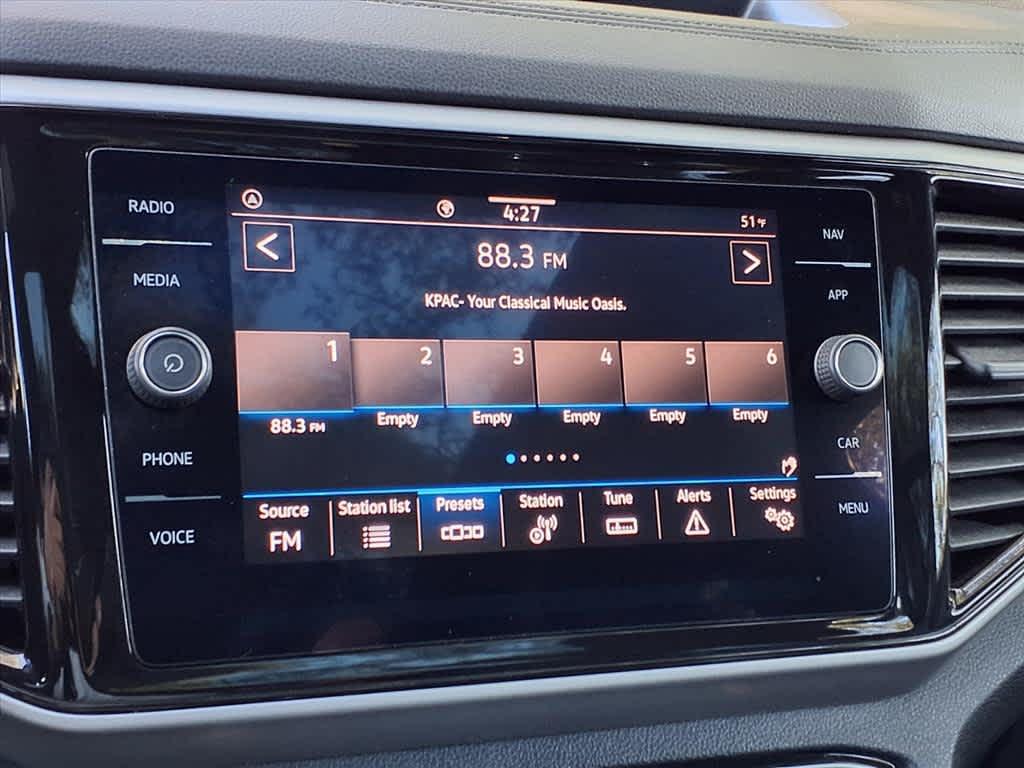 RADIO
MEDIA
PHONE
VOICE
4:27
51°F
88.3 FM
KPAC- Your Classical Music Oasis.
1 2 3 4 5 6
88.3 FM Empty Empty Empty Empty Empty
Source Station list Presets Station Tune Alerts Settings
FM
NAV
APP
CAR
MENU